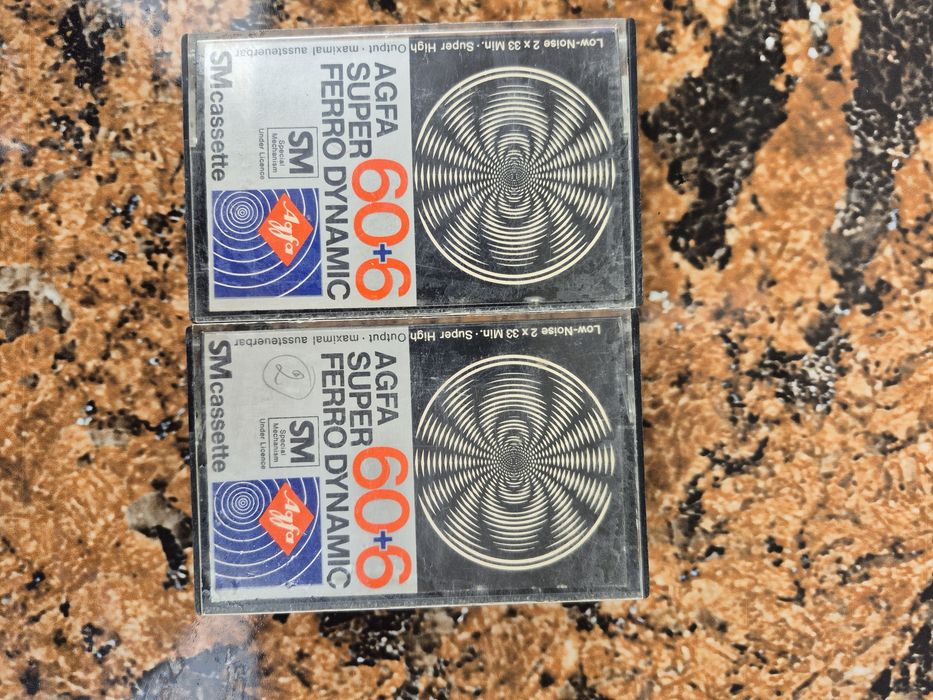 Low-Noise 2 x 33 Min. · Super High Output · maximal aussteuerbar
AGFA
SUPER
FERRO DYNAMIC
60+6
SM
Special
Mechanism
Under Licence
Agfa
SM cassette
Low-Noise 2 x 33 Min. · Super High Output · maximal aussteuerbar
AGFA
SUPER
FERRO DYNAMIC
60+6
2
SM
Special
Mechanism
Under Licence
Agfa
SM cassette